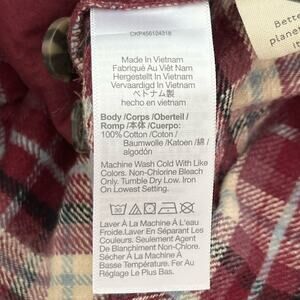 CKP456124318
Made In Vietnam
Fabriqué Au Viêt Nam
Hergestellt In Vietnam
Vervaardigd In Vietnam
ベトナム製
hecho en vietnam
Body /Corps /Oberteil /
Romp /本体 /Cuerpo:
100% Cotton /Coton /
Baumwolle /Katoen /綿 /
algodón
Machine Wash Cold With Like
Colors. Non-Chlorine Bleach
Only. Tumble Dry Low. Iron
On Lowest Setting.
Laver À La Machine À L'eau
Froide.Laver En Séparant Les
Couleurs. Seulement Agent
De Blanchiment Non-Chlore.
Sécher À La Machine À
Basse Température. Fer Au
Réglage Le Plus Bas.
Bette
planet